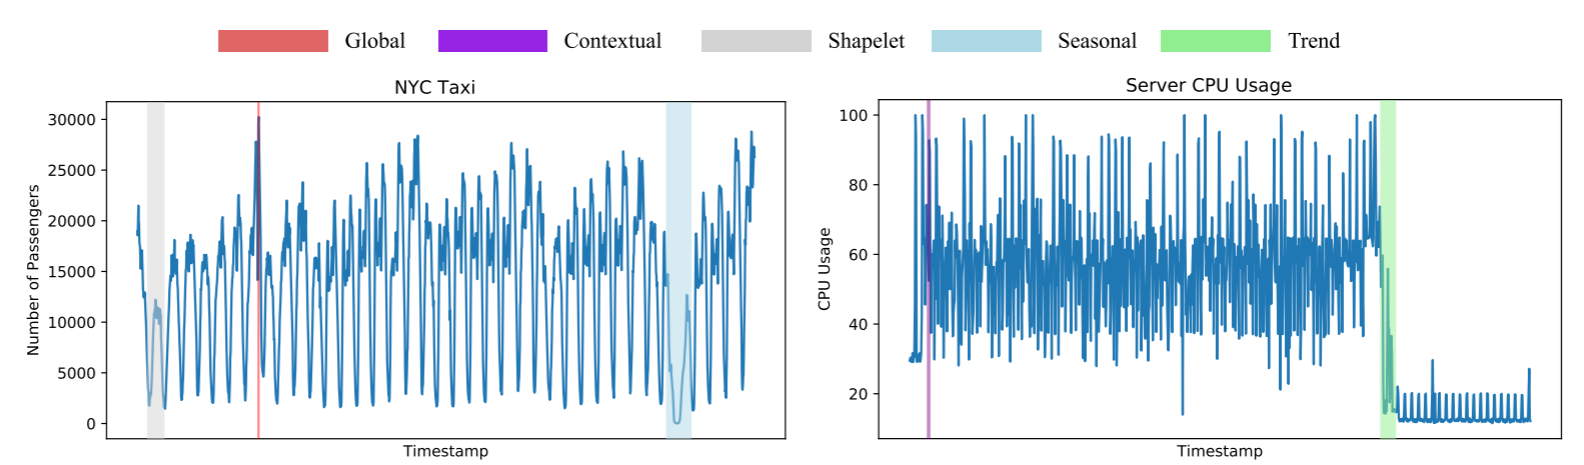 Global Contextual Shapelet Seasonal Trend
NYC Taxi
Number of Passengers
30000
25000
20000
15000
10000
5000
0
Timestamp
Server CPU Usage
CPU Usage
100
80
60
40
20
Timestamp